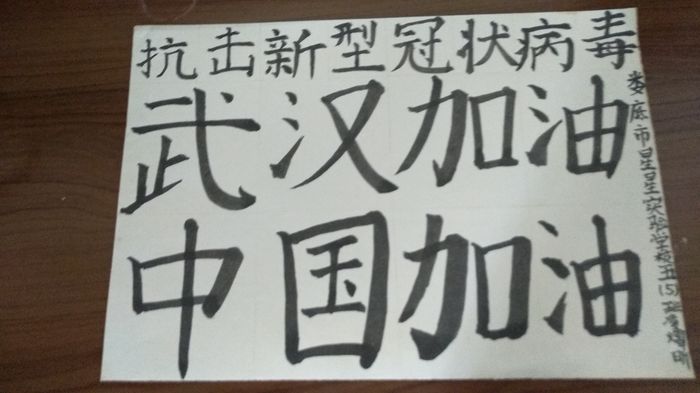 抗击新型冠状病毒
武汉加油
中国加油
娄底市星星实验学校五(5)班